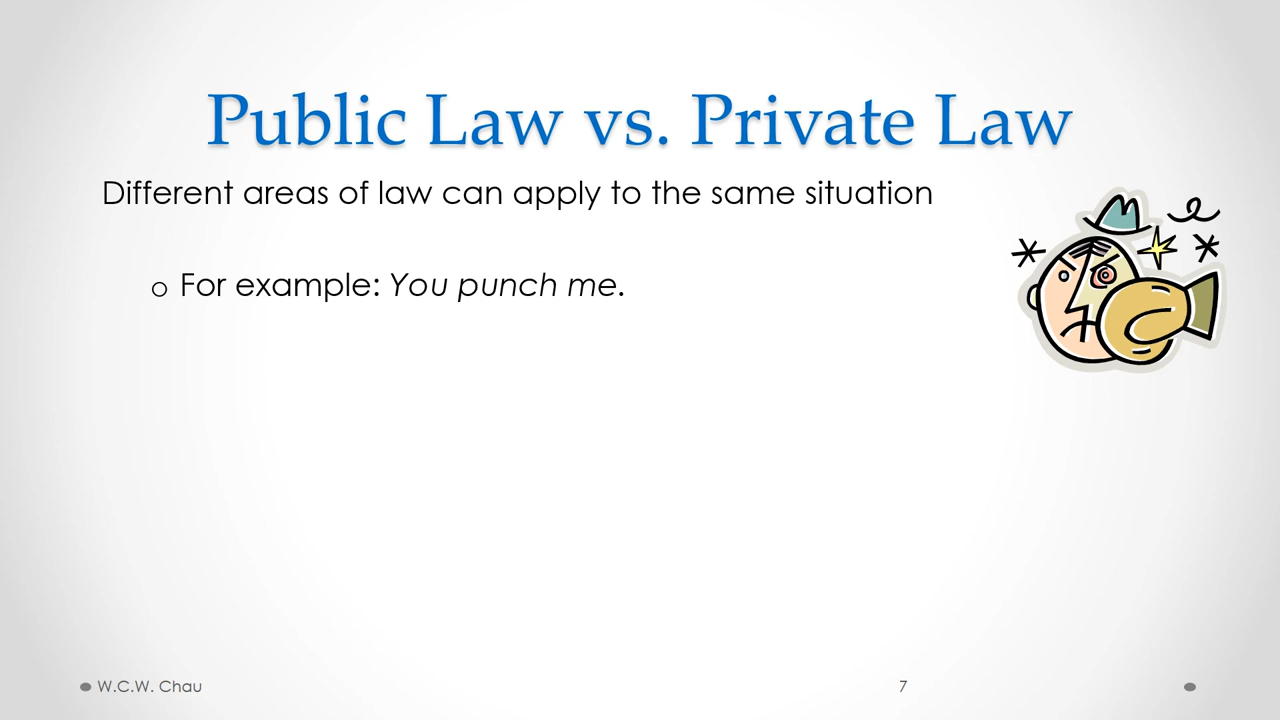 Public Law vs. Private Law
Different areas of law can apply to the same situation
o For example: You punch me.
W.C.W. Chau
7